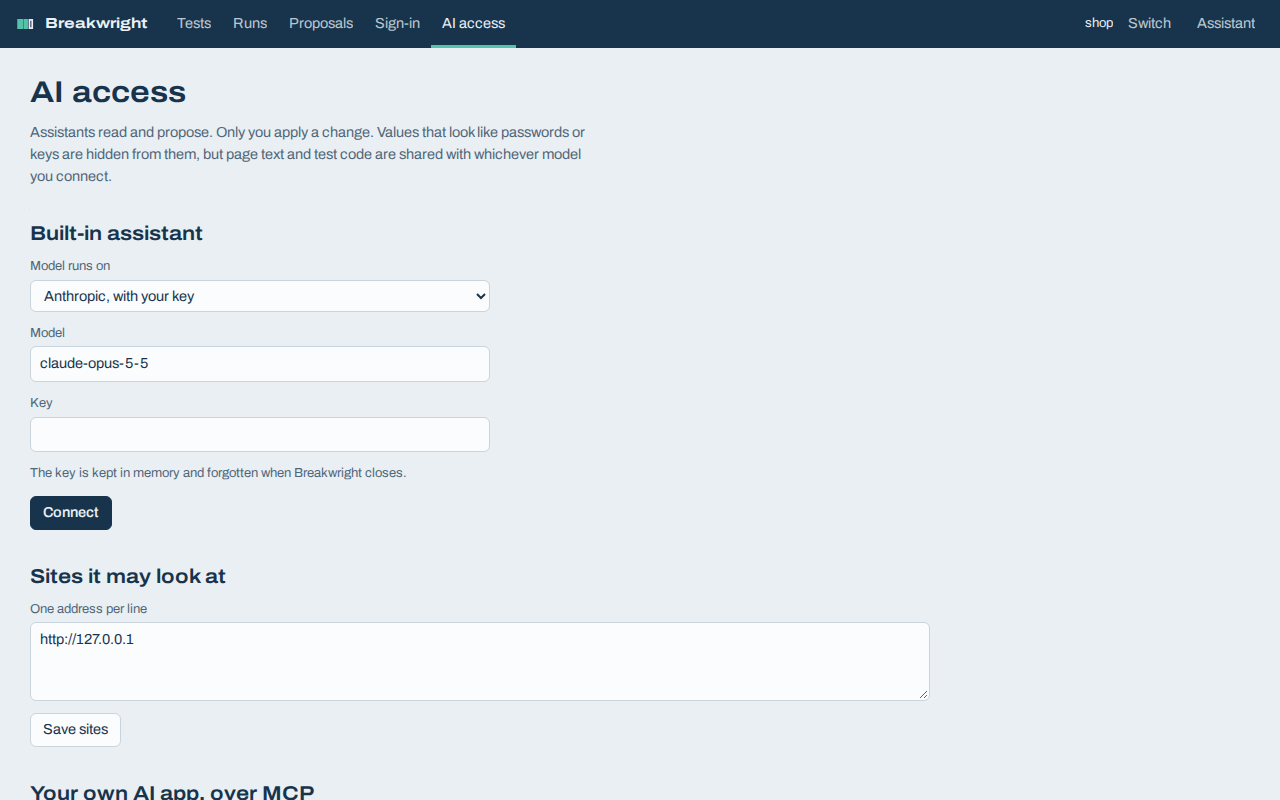 Breakwright
Tests
Runs
Proposals
Sign-in
AI access
shop
Switch
Assistant
AI access
Assistants read and propose. Only you apply a change. Values that look like passwords or
keys are hidden from them, but page text and test code are shared with whichever model
you connect.
Built-in assistant
Model runs on
Anthropic, with your key
Model
claude-opus-5-5
Key
The key is kept in memory and forgotten when Breakwright closes.
Connect
Sites it may look at
One address per line
http://127.0.0.1
Save sites
Your own AI app, over MCP